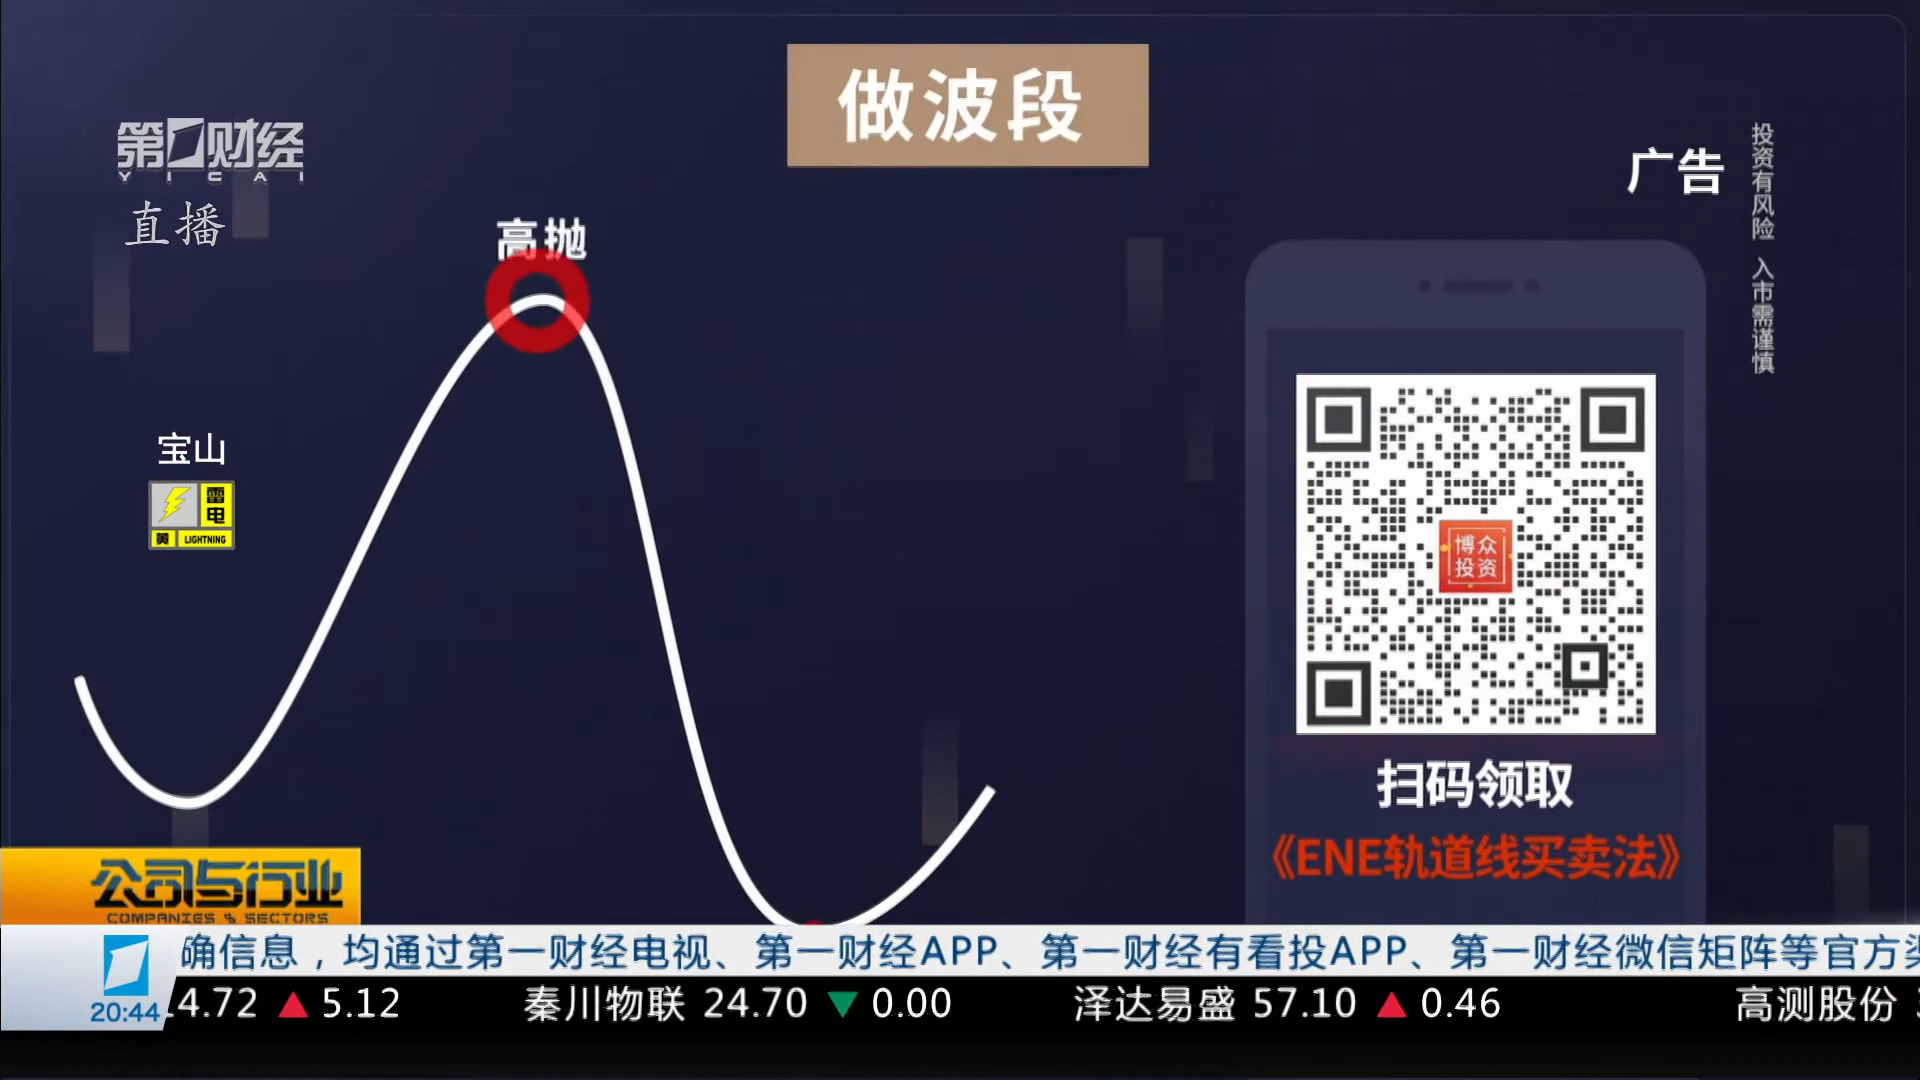 做波段
第一财经
YICAI
直播
广告
投资有风险 入市需谨慎
高抛
宝山
雷电
黄 LIGHTNING
博众
投资
扫码领取
《ENE轨道线买卖法》
公司与行业
COMPANIES & SECTORS
确信息，均通过第一财经电视、第一财经APP、第一财经有看投APP、第一财经微信矩阵等官方渠
20:44
4.72 ▲ 5.12 秦川物联 24.70 ▼ 0.00 泽达易盛 57.10 ▲ 0.46 高测股份